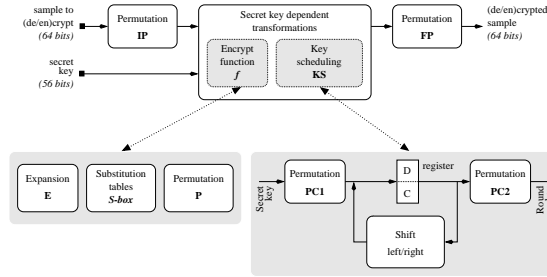 sample to
(de/en)crypt
(64 bits)
Permutation
IP
Secret key dependent
transformations
Permutation
FP
(de/en)crypted
sample
(64 bits)
secret
key
(56 bits)
Encrypt
function
f
Key
scheduling
KS
Expansion
E
Substitution
tables
S-box
Permutation
P
Secret
key
Permutation
PC1
D
C
register
Permutation
PC2
Round
Shift
left/right